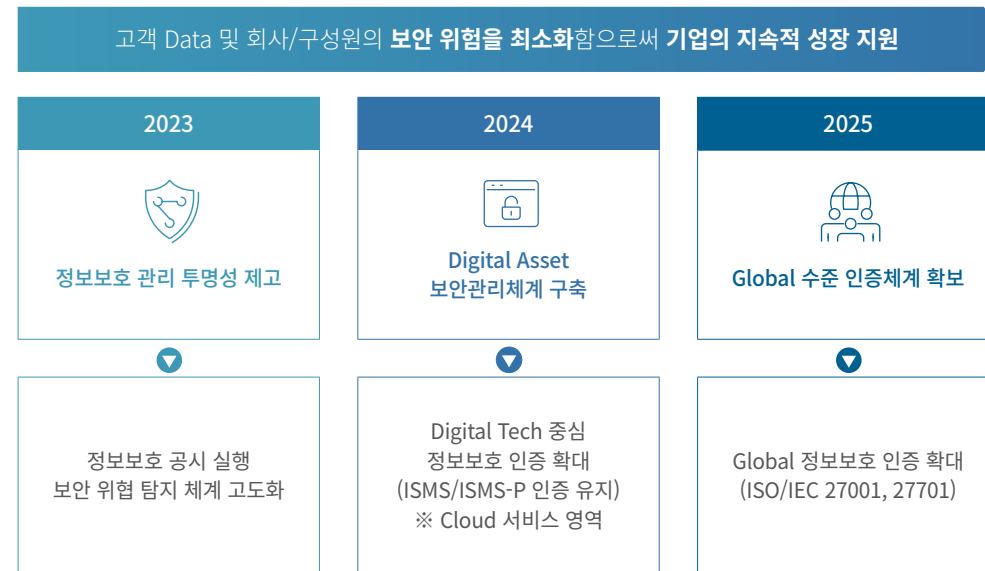 고객 Data 및 회사/구성원의 보안 위험을 최소화함으로써 기업의 지속적 성장 지원
2023
정보보호 관리 투명성 제고
정보보호 공시 실행
보안 위협 탐지 체계 고도화
2024
Digital Asset
보안관리체계 구축
Digital Tech 중심
정보보호 인증 확대
(ISMS/ISMS-P 인증 유지)
※ Cloud 서비스 영역
2025
Global 수준 인증체계 확보
Global 정보보호 인증 확대
(ISO/IEC 27001, 27701)